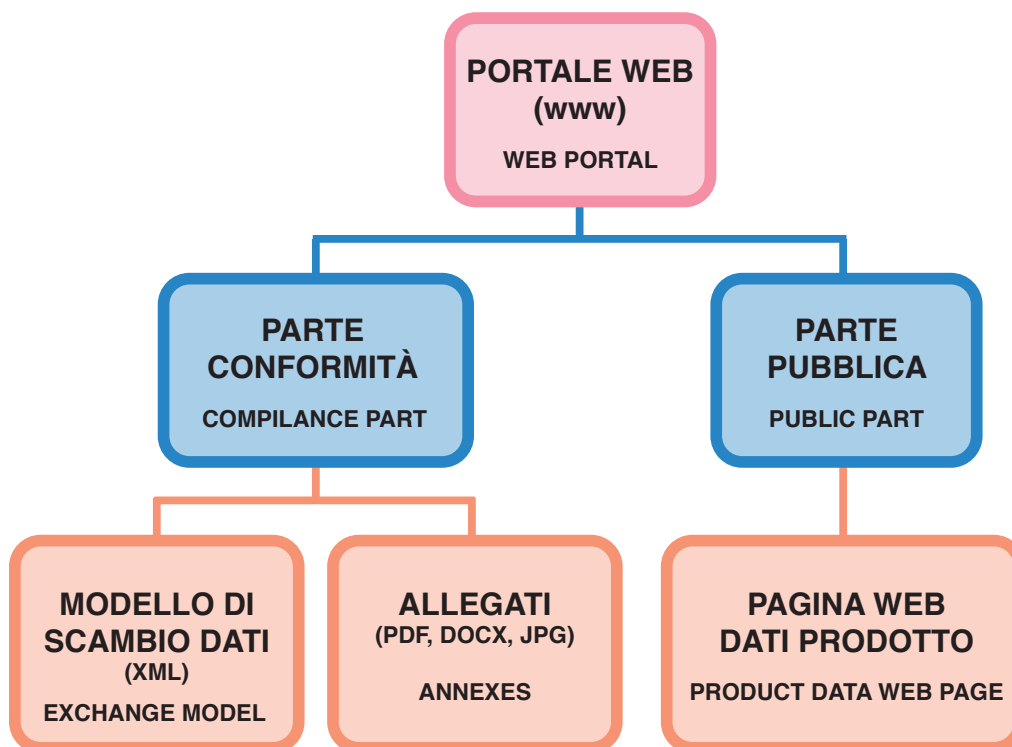 PORTALE WEB
(www)
WEB PORTAL
PARTE
CONFORMITÀ
COMPILANCE PART
PARTE
PUBBLICA
PUBLIC PART
MODELLO DI
SCAMBIO DATI
(XML)
EXCHANGE MODEL
ALLEGATI
(PDF, DOCX, JPG)
ANNEXES
PAGINA WEB
DATI PRODOTTO
PRODUCT DATA WEB PAGE